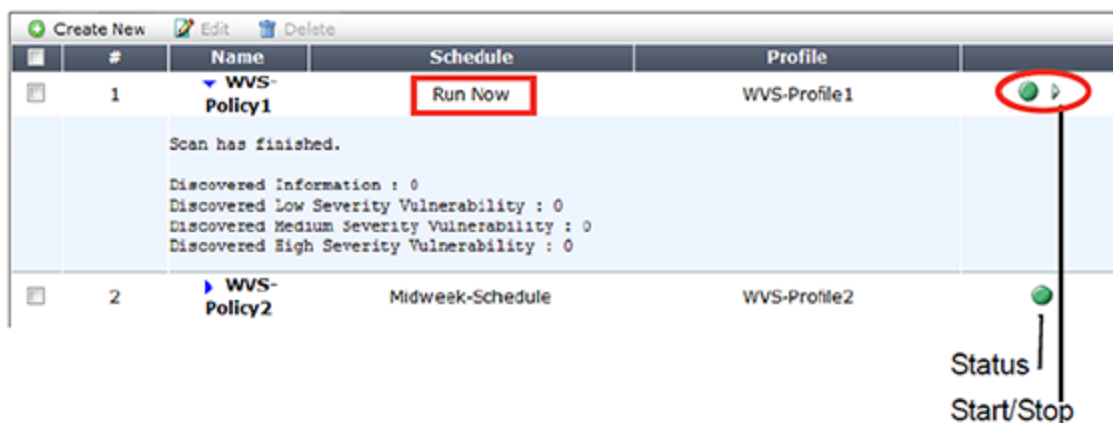 Create New Edit Delete
# Name Schedule Profile
1 WVS-Policy1 Run Now WVS-Profile1
Scan has finished.
Discovered Information : 0
Discovered Low Severity Vulnerability : 0
Discovered Medium Severity Vulnerability : 0
Discovered High Severity Vulnerability : 0
2 WVS-Policy2 Midweek-Schedule WVS-Profile2
Status
Start/Stop